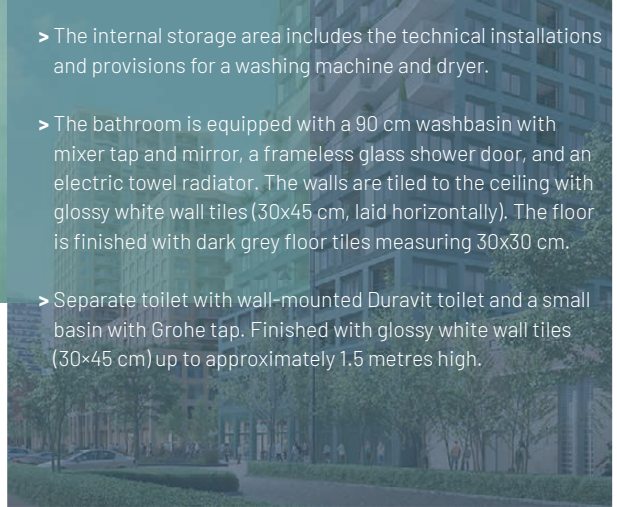 > The internal storage area includes the technical installations
and provisions for a washing machine and dryer.
> The bathroom is equipped with a 90 cm washbasin with
mixer tap and mirror, a frameless glass shower door, and an
electric towel radiator. The walls are tiled to the ceiling with
glossy white wall tiles (30x45 cm, laid horizontally). The floor
is finished with dark grey floor tiles measuring 30x30 cm.
> Separate toilet with wall-mounted Duravit toilet and a small
basin with Grohe tap. Finished with glossy white wall tiles
(30×45 cm) up to approximately 1.5 metres high.